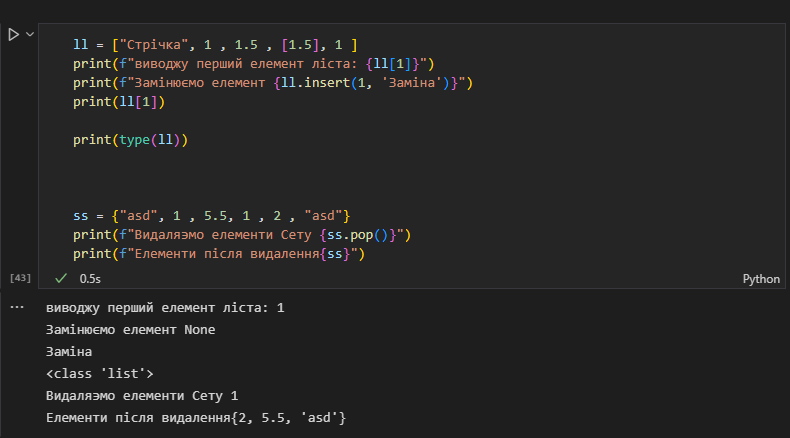 ll = ["Стрічка", 1 , 1.5 , [1.5], 1 ]
print(f"виводжу перший елемент ліста: {ll[1]}")
print(f"Замінюємо елемент {ll.insert(1, 'Заміна')}")
print(ll[1])
print(type(ll))
ss = {"asd", 1 , 5.5, 1 , 2 , "asd"}
print(f"Видаляэмо елементи Сету {ss.pop()}")
print(f"Елементи після видалення{ss}")
[43] 0.5s Python
виводжу перший елемент ліста: 1
Замінюємо елемент None
Заміна
<class 'list'>
Видаляэмо елементи Сету 1
Елементи після видалення{2, 5.5, 'asd'}